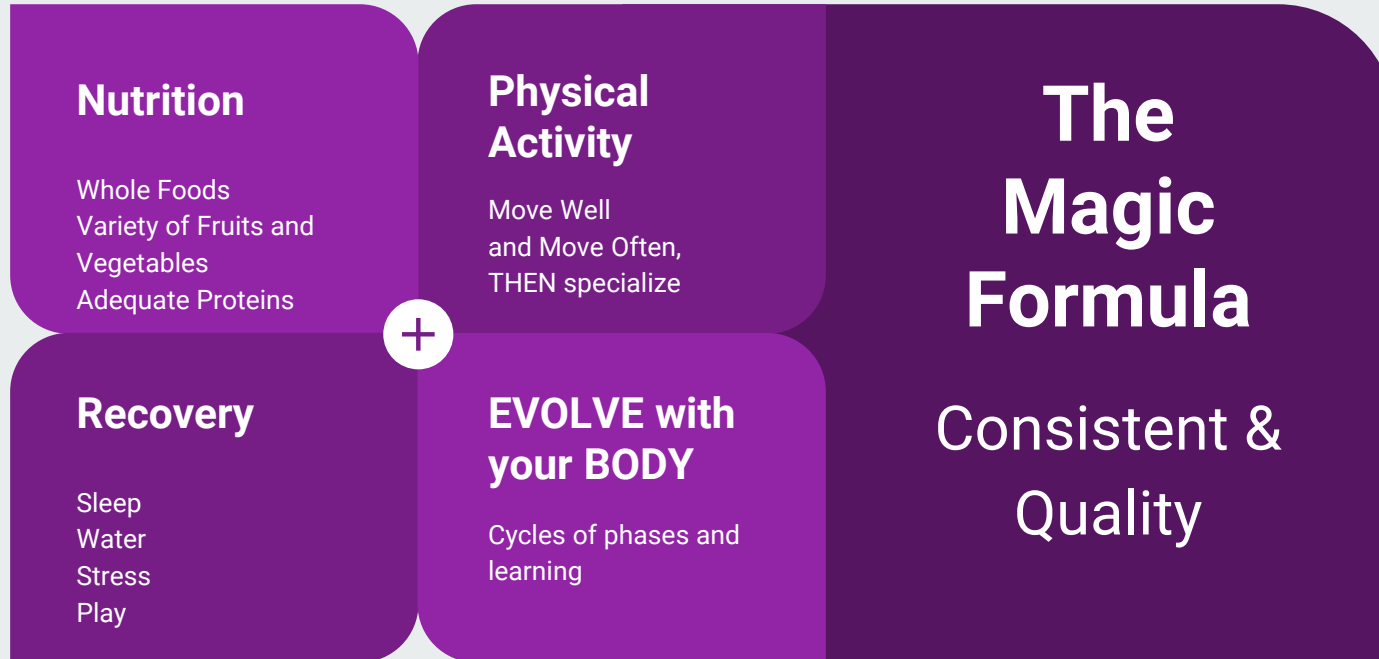 Nutrition
Whole Foods
Variety of Fruits and
Vegetables
Adequate Proteins
Physical
Activity
Move Well
and Move Often,
THEN specialize
+
Recovery
Sleep
Water
Stress
Play
EVOLVE with
your BODY
Cycles of phases and
learning
The
Magic
Formula
Consistent &
Quality